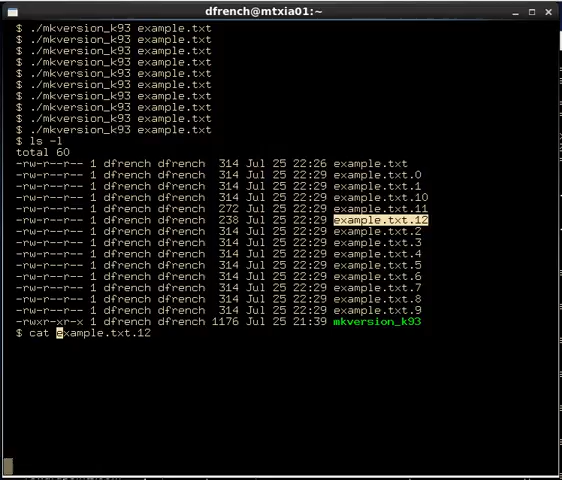 dfrench@mtxia01:~
$ ./mkversion_k93 example.txt
$ ./mkversion_k93 example.txt
$ ./mkversion_k93 example.txt
$ ./mkversion_k93 example.txt
$ ./mkversion_k93 example.txt
$ ./mkversion_k93 example.txt
$ ./mkversion_k93 example.txt
$ ./mkversion_k93 example.txt
$ ./mkversion_k93 example.txt
$ ./mkversion_k93 example.txt
$ ls -l
total 60
-rw-r--r-- 1 dfrench dfrench  314 Jul 25 22:26 example.txt
-rw-r--r-- 1 dfrench dfrench  314 Jul 25 22:29 example.txt.0
-rw-r--r-- 1 dfrench dfrench  314 Jul 25 22:29 example.txt.1
-rw-r--r-- 1 dfrench dfrench  314 Jul 25 22:29 example.txt.10
-rw-r--r-- 1 dfrench dfrench  272 Jul 25 22:29 example.txt.11
-rw-r--r-- 1 dfrench dfrench  238 Jul 25 22:29 example.txt.12
-rw-r--r-- 1 dfrench dfrench  314 Jul 25 22:29 example.txt.2
-rw-r--r-- 1 dfrench dfrench  314 Jul 25 22:29 example.txt.3
-rw-r--r-- 1 dfrench dfrench  314 Jul 25 22:29 example.txt.4
-rw-r--r-- 1 dfrench dfrench  314 Jul 25 22:29 example.txt.5
-rw-r--r-- 1 dfrench dfrench  314 Jul 25 22:29 example.txt.6
-rw-r--r-- 1 dfrench dfrench  314 Jul 25 22:29 example.txt.7
-rw-r--r-- 1 dfrench dfrench  314 Jul 25 22:29 example.txt.8
-rw-r--r-- 1 dfrench dfrench  314 Jul 25 22:29 example.txt.9
-rwxr-xr-x 1 dfrench dfrench 1176 Jul 25 21:39 mkversion_k93
$ cat example.txt.12